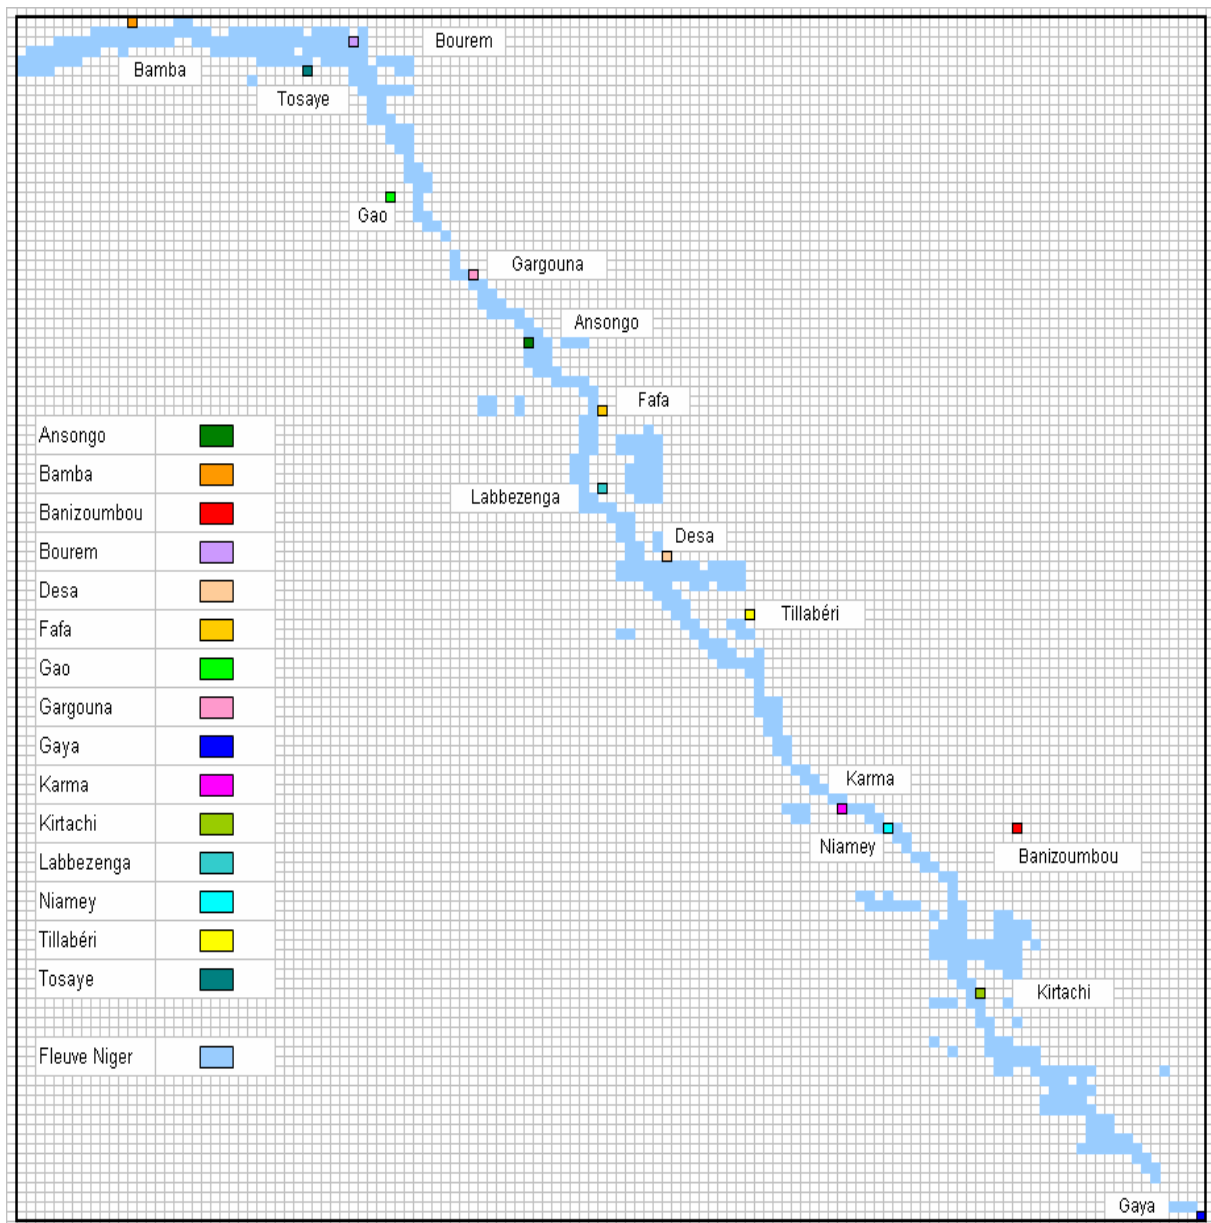 Bourem
Bamba
Tosaye
Gao
Gargouna
Ansongo
Fafa
Labbezenga
Desa
Tillabéri
Karma
Niamey
Banizoumbou
Kirtachi
Gaya
Ansongo
Bamba
Banizoumbou
Bourem
Desa
Fafa
Gao
Gargouna
Gaya
Karma
Kirtachi
Labbezenga
Niamey
Tillabéri
Tosaye
Fleuve Niger